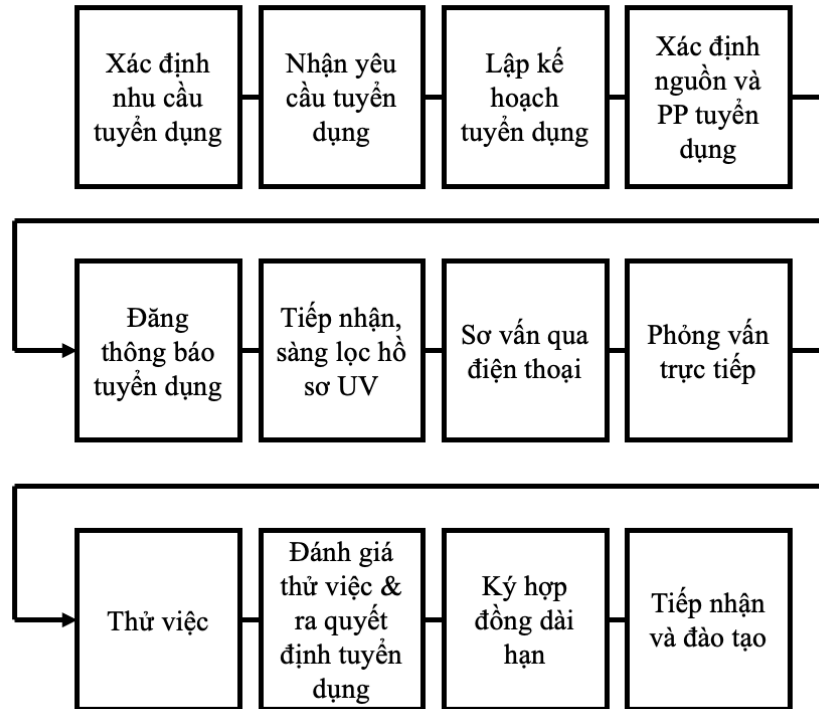 Xác định
nhu cầu
tuyển dụng
Nhận yêu
cầu tuyển
dụng
Lập kế
hoạch
tuyển dụng
Xác định
nguồn và
PP tuyển
dụng
Đăng
thông báo
tuyển dụng
Tiếp nhận,
sàng lọc hồ
sơ UV
Sơ vấn qua
điện thoại
Phỏng vấn
trực tiếp
Thử việc
Đánh giá
thử việc &
ra quyết
định tuyển
dụng
Ký hợp
đồng dài
hạn
Tiếp nhận
và đào tạo